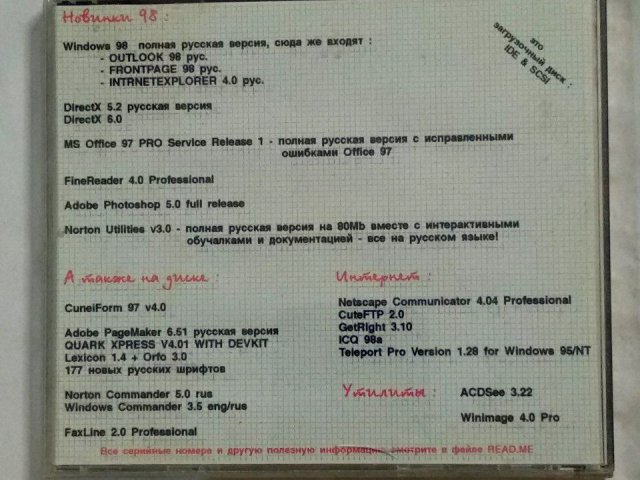 Новинки 98 :
это
загрузочный диск :
IDE & SCSI
Windows 98 полная русская версия, сюда же входят :
- OUTLOOK 98 рус.
- FRONTPAGE 98 рус.
- INTRNETEXPLORER 4.0 рус.
DirectX 5.2 русская версия
DirectX 6.0
MS Office 97 PRO Service Release 1 - полная русская версия с исправленными
ошибками Office 97
FineReader 4.0 Professional
Adobe Photoshop 5.0 full release
Norton Utilities v3.0 - полная русская версия на 80Mb вместе с интерактивными
обучалками и документацией - все на русском языке!
А также на диске :
CuneiForm 97 v4.0
Adobe PageMaker 6.51 русская версия
QUARK XPRESS V4.01 WITH DEVKIT
Lexicon 1.4 + Orfo 3.0
177 новых русских шрифтов
Norton Commander 5.0 rus
Windows Commander 3.5 eng/rus
FaxLine 2.0 Professional
Интернет :
Netscape Communicator 4.04 Professional
CuteFTP 2.0
GetRight 3.10
ICQ 98a
Teleport Pro Version 1.28 for Windows 95/NT
Утилиты :
ACDSee 3.22
WinImage 4.0 Pro
Все серийные номера и другую полезную информацию смотрите в файле READ.ME